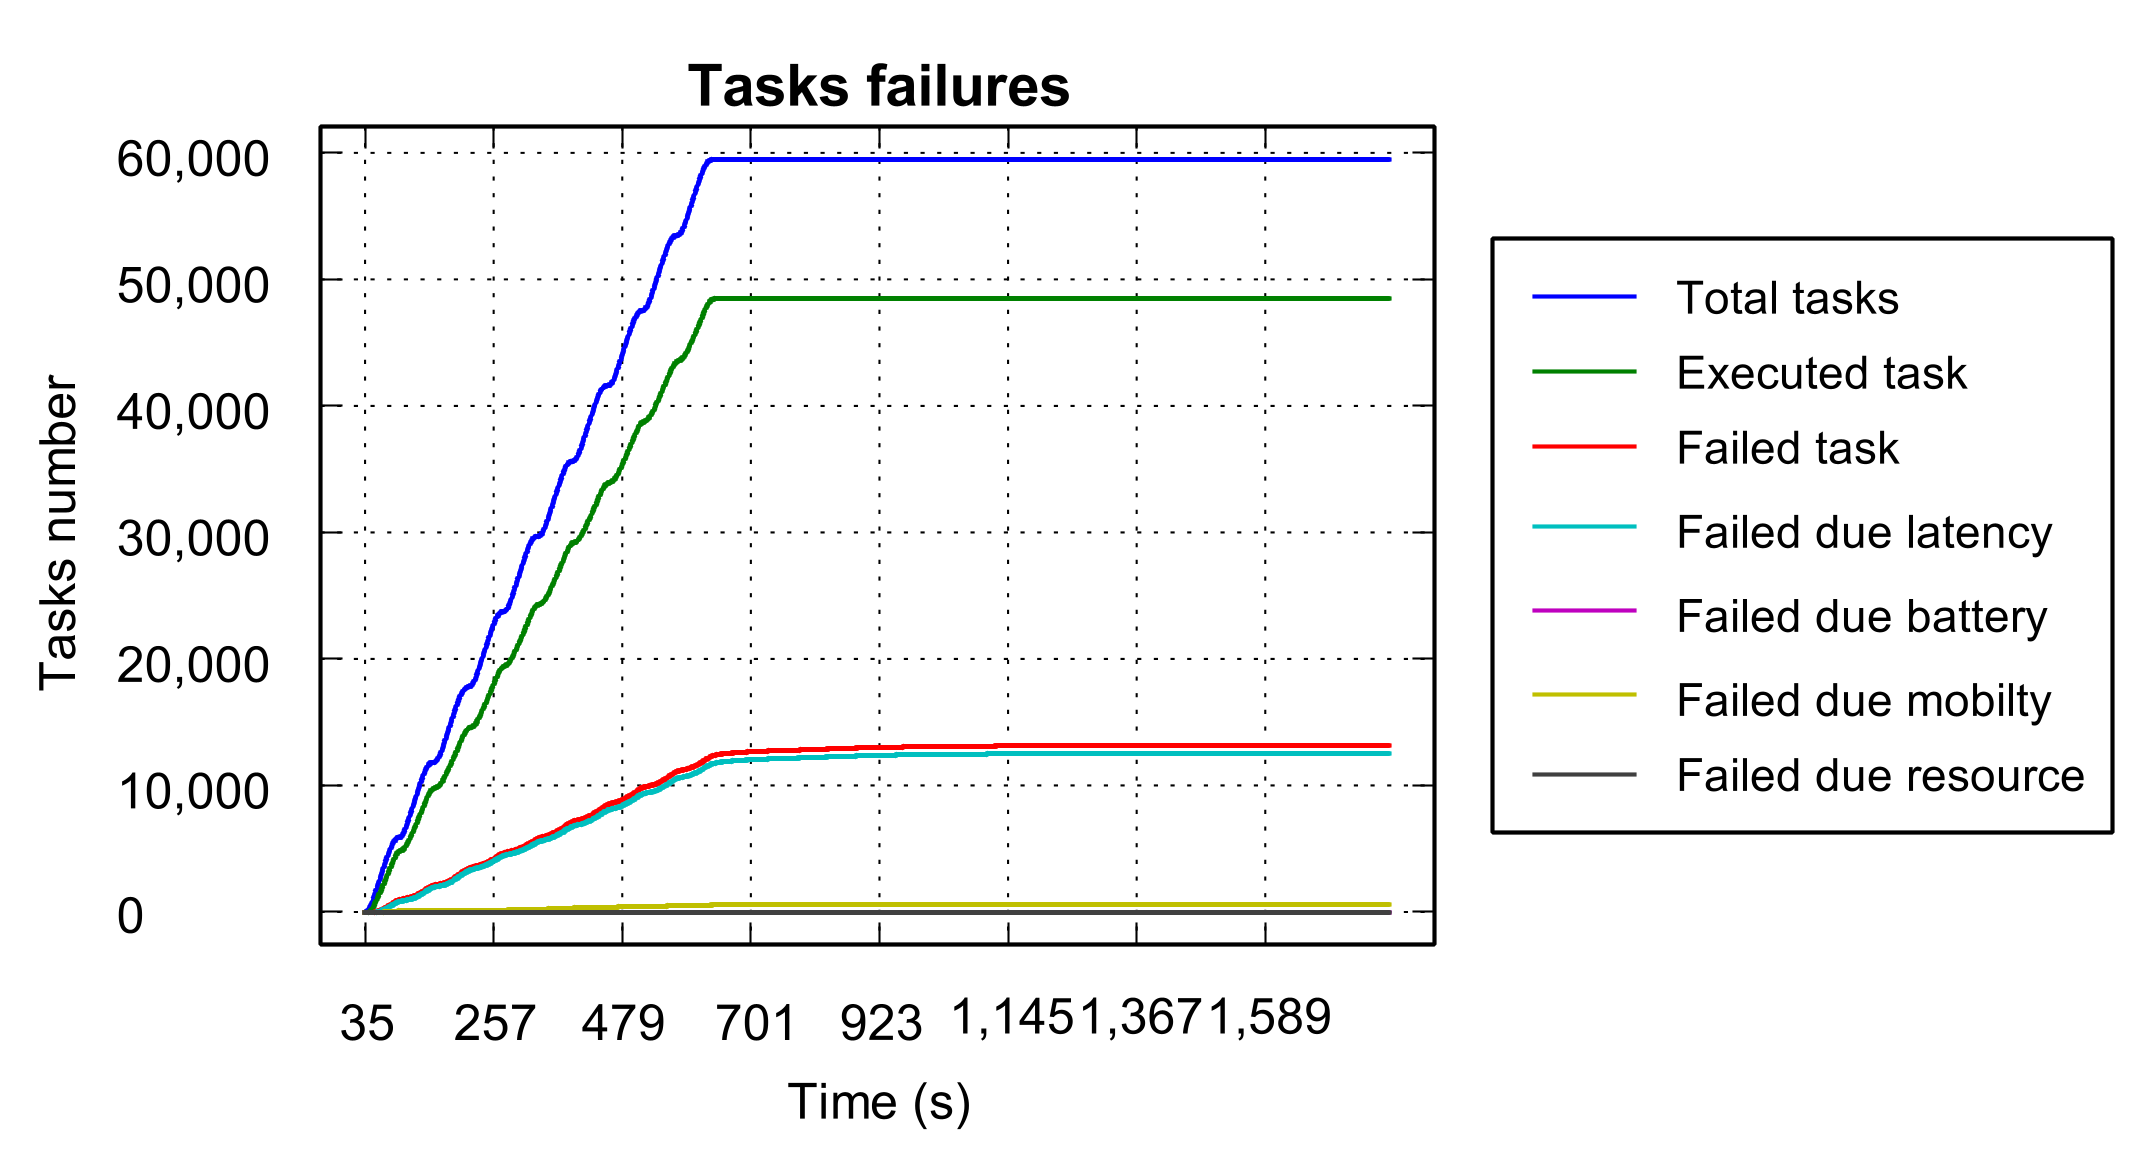 Tasks failures
60,000
50,000
40,000
30,000
20,000
10,000
0
Tasks number
35 257 479 701 923 1,145 1,367 1,589
Time (s)
Total tasks
Executed task
Failed task
Failed due latency
Failed due battery
Failed due mobilty
Failed due resource